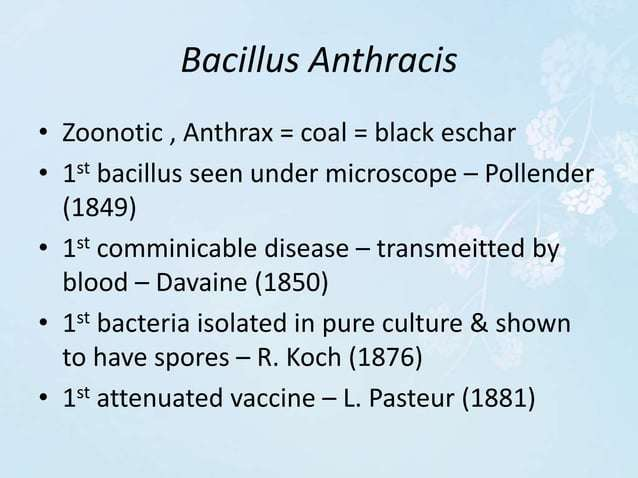 Bacillus Anthracis
• Zoonotic , Anthrax = coal = black eschar
• 1st bacillus seen under microscope – Pollender
(1849)
• 1st comminicable disease – transmeitted by
blood – Davaine (1850)
• 1st bacteria isolated in pure culture & shown
to have spores – R. Koch (1876)
• 1st attenuated vaccine – L. Pasteur (1881)